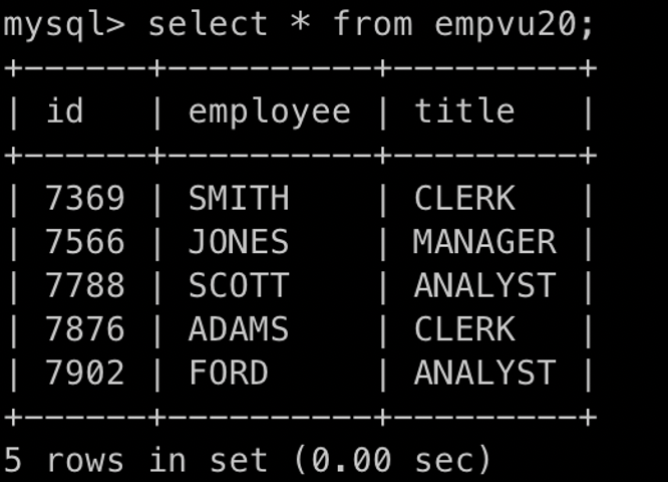 mysql> select * from empvu20;
+------+----------+---------+
| id   | employee | title   |
+------+----------+---------+
| 7369 | SMITH    | CLERK   |
| 7566 | JONES    | MANAGER |
| 7788 | SCOTT    | ANALYST |
| 7876 | ADAMS    | CLERK   |
| 7902 | FORD     | ANALYST |
+------+----------+---------+
5 rows in set (0.00 sec)